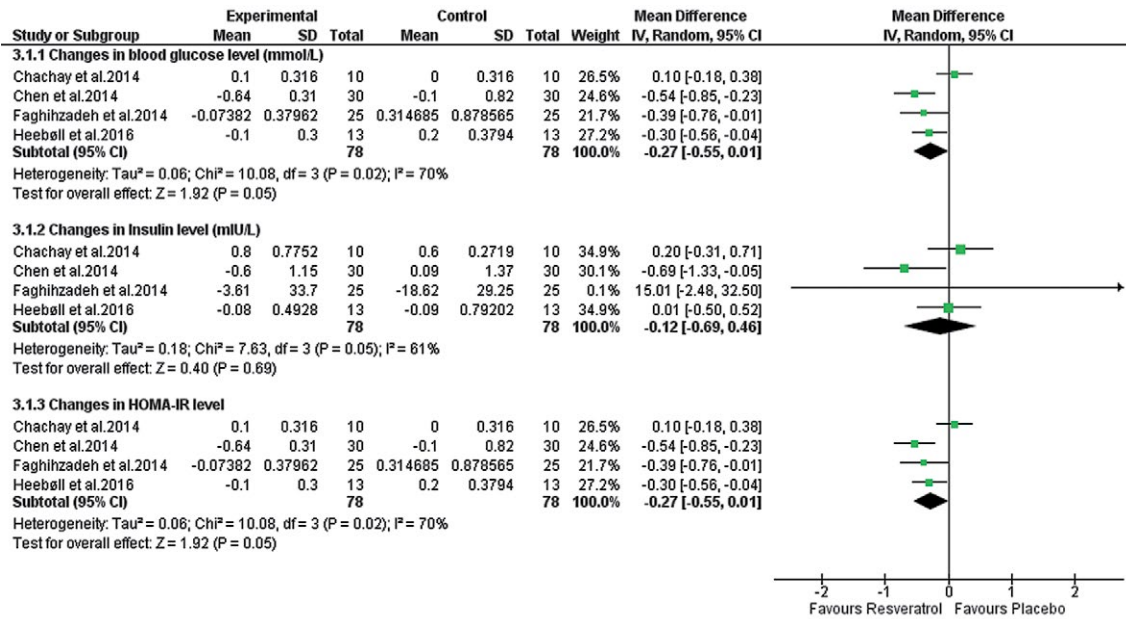 Experimental Control Mean Difference Mean Difference
Study or Subgroup Mean SD Total Mean SD Total Weight IV, Random, 95% CI IV, Random, 95% CI
3.1.1 Changes in blood glucose level (mmol/L)
Chachay et al.2014 0.1 0.316 10 0 0.316 10 26.5% 0.10 [-0.18, 0.38]
Chen et al.2014 -0.64 0.31 30 -0.1 0.82 30 24.6% -0.54 [-0.85, -0.23]
Faghihzadeh et al.2014 -0.07382 0.37962 25 0.314685 0.878565 25 21.7% -0.39 [-0.76, -0.01]
Heebøll et al.2016 -0.1 0.3 13 0.2 0.3794 13 27.2% -0.30 [-0.56, -0.04]
Subtotal (95% CI) 78 78 100.0% -0.27 [-0.55, 0.01]
Heterogeneity: Tau² = 0.06; Chi² = 10.08, df = 3 (P = 0.02); I² = 70%
Test for overall effect: Z = 1.92 (P = 0.05)
3.1.2 Changes in Insulin level (mIU/L)
Chachay et al.2014 0.8 0.7752 10 0.6 0.2719 10 34.9% 0.20 [-0.31, 0.71]
Chen et al.2014 -0.6 1.15 30 0.09 1.37 30 30.1% -0.69 [-1.33, -0.05]
Faghihzadeh et al.2014 -3.61 33.7 25 -18.62 29.25 25 0.1% 15.01 [-2.48, 32.50]
Heebøll et al.2016 -0.08 0.4928 13 -0.09 0.79202 13 34.9% 0.01 [-0.50, 0.52]
Subtotal (95% CI) 78 78 100.0% -0.12 [-0.69, 0.46]
Heterogeneity: Tau² = 0.18; Chi² = 7.63, df = 3 (P = 0.05); I² = 61%
Test for overall effect: Z = 0.40 (P = 0.69)
3.1.3 Changes in HOMA-IR level
Chachay et al.2014 0.1 0.316 10 0 0.316 10 26.5% 0.10 [-0.18, 0.38]
Chen et al.2014 -0.64 0.31 30 -0.1 0.82 30 24.6% -0.54 [-0.85, -0.23]
Faghihzadeh et al.2014 -0.07382 0.37962 25 0.314685 0.878565 25 21.7% -0.39 [-0.76, -0.01]
Heebøll et al.2016 -0.1 0.3 13 0.2 0.3794 13 27.2% -0.30 [-0.56, -0.04]
Subtotal (95% CI) 78 78 100.0% -0.27 [-0.55, 0.01]
Heterogeneity: Tau² = 0.06; Chi² = 10.08, df = 3 (P = 0.02); I² = 70%
Test for overall effect: Z = 1.92 (P = 0.05)
-2 -1 0 1 2
Favours Resveratrol Favours Placebo